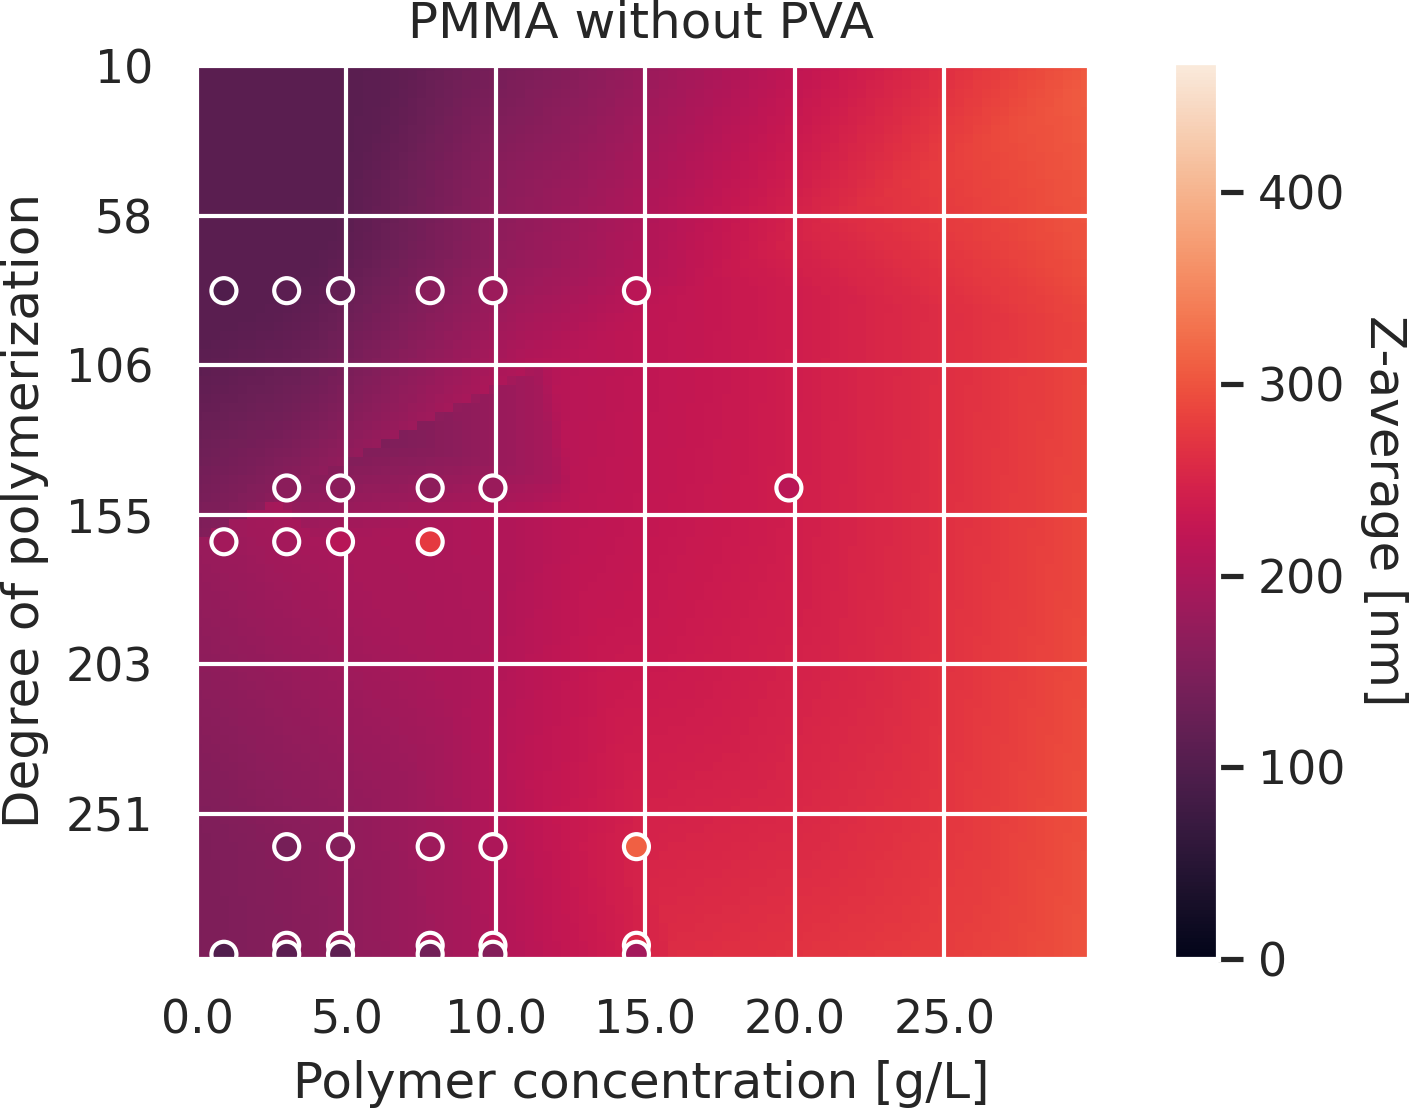 PMMA without PVA
Degree of polymerization
10
58
106
155
203
251
0.0 5.0 10.0 15.0 20.0 25.0
Polymer concentration [g/L]
400
300
200
100
0
Z-average [nm]